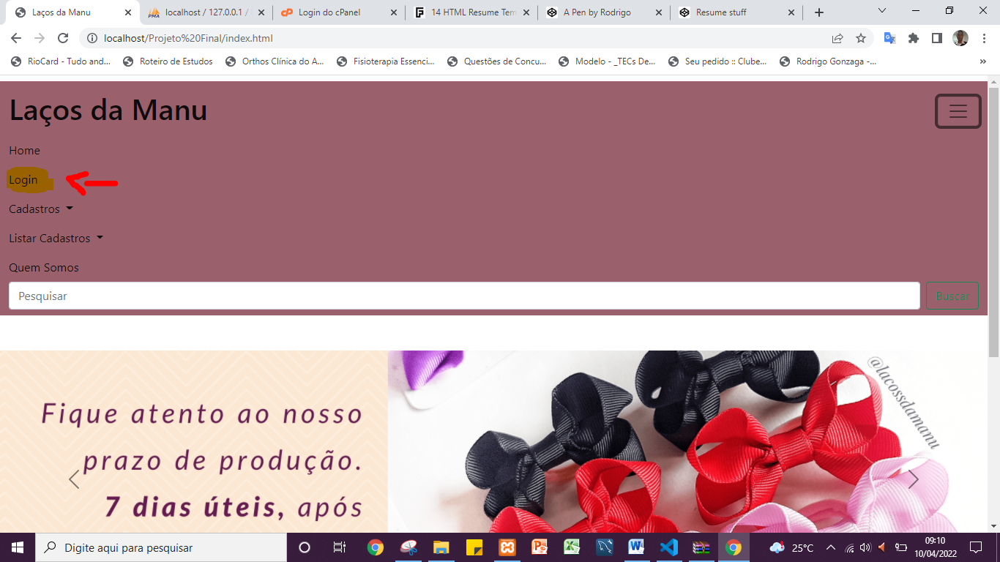 Laços da Manu
localhost / 127.0.0.1 /
Login do cPanel
14 HTML Resume Tem
A Pen by Rodrigo
Resume stuff
localhost/Projeto%20Final/index.html
RioCard - Tudo and...
Roteiro de Estudos
Orthos Clínica do A...
Fisioterapia Essenci...
Questões de Concu...
Modelo - _TECs De...
Seu pedido :: Clube...
Rodrigo Gonzaga -...
»
Laços da Manu
Home
Login
Cadastros
Listar Cadastros
Quem Somos
Pesquisar
Buscar
Fique atento ao nosso
prazo de produção.
7 dias úteis, após
@lacossdamanu
Digite aqui para pesquisar
25°C
09:10
10/04/2022